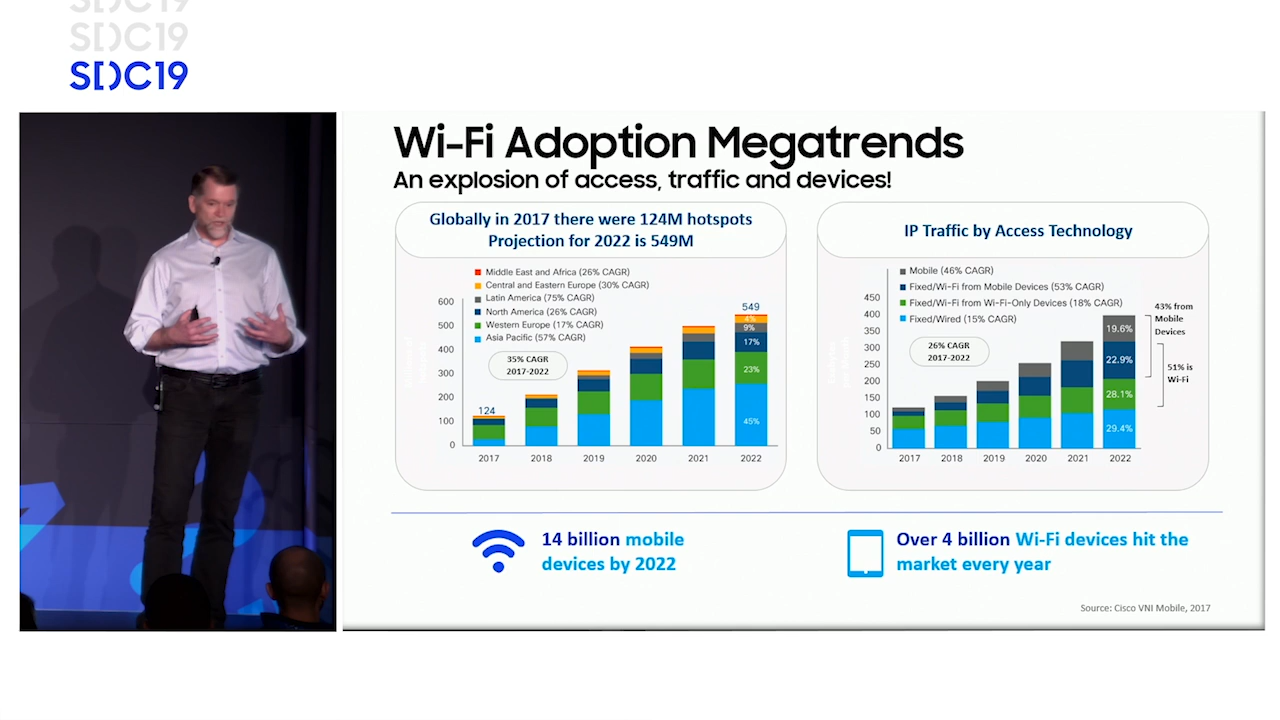 SDC19
SDC19
SDC19
Wi-Fi Adoption Megatrends
An explosion of access, traffic and devices!
Globally in 2017 there were 124M hotspots
Projection for 2022 is 549M
Middle East and Africa (26% CAGR)
Central and Eastern Europe (30% CAGR)
Latin America (75% CAGR)
North America (26% CAGR)
Western Europe (17% CAGR)
Asia Pacific (57% CAGR)
35% CAGR
2017-2022
600
500
400
300
200
100
0
124
549
4%
9%
17%
23%
45%
2017 2018 2019 2020 2021 2022
IP Traffic by Access Technology
Mobile (46% CAGR)
Fixed/Wi-Fi from Mobile Devices (53% CAGR)
Fixed/Wi-Fi from Wi-Fi-Only Devices (18% CAGR)
Fixed/Wired (15% CAGR)
26% CAGR
2017-2022
450
400
350
300
250
200
150
100
50
0
19.6%
22.9%
28.1%
29.4%
43% from
Mobile
Devices
51% is
Wi-Fi
2017 2018 2019 2020 2021 2022
14 billion mobile
devices by 2022
Over 4 billion Wi-Fi devices hit the
market every year
Source: Cisco VNI Mobile, 2017